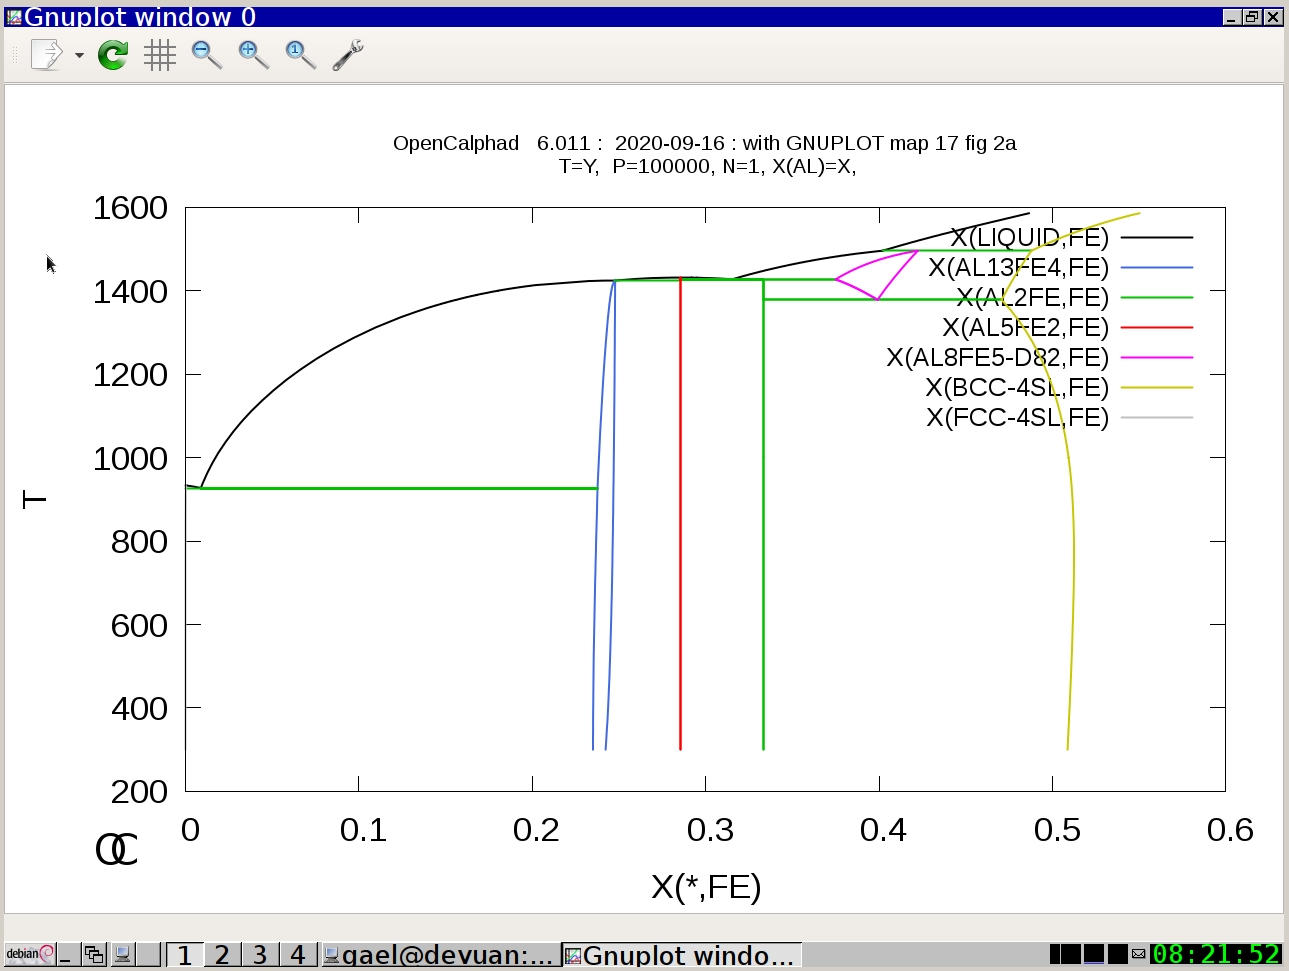 Gnuplot window 0
1
OpenCalphad 6.011 : 2020-09-16 : with GNUPLOT map 17 fig 2a
T=Y, P=100000, N=1, X(AL)=X,
1600
1400
1200
1000
800
600
400
200
T
X(LIQUID,FE)
X(AL13FE4,FE)
X(AL2FE,FE)
X(AL5FE2,FE)
X(AL8FE5-D82,FE)
X(BCC-4SL,FE)
X(FCC-4SL,FE)
0 0.1 0.2 0.3 0.4 0.5 0.6
OC
X(*,FE)
debian 1 2 3 4 gael@devuan:... Gnuplot windo... 08:21:52